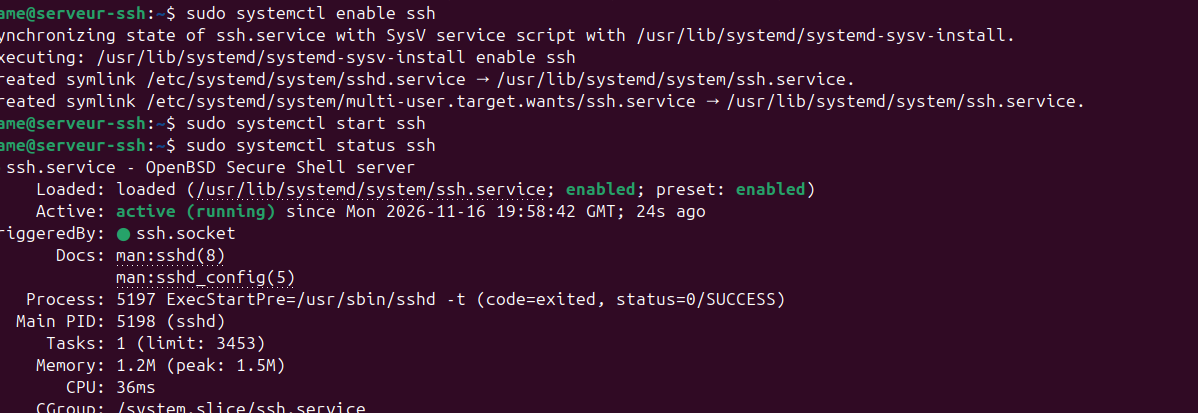 ame@serveur-ssh:~$ sudo systemctl enable ssh
ynchronizing state of ssh.service with SysV service script with /usr/lib/systemd/systemd-sysv-install.
xecuting: /usr/lib/systemd/systemd-sysv-install enable ssh
reated symlink /etc/systemd/system/sshd.service → /usr/lib/systemd/system/ssh.service.
reated symlink /etc/systemd/system/multi-user.target.wants/ssh.service → /usr/lib/systemd/system/ssh.service.
ame@serveur-ssh:~$ sudo systemctl start ssh
ame@serveur-ssh:~$ sudo systemctl status ssh
ssh.service - OpenBSD Secure Shell server
Loaded: loaded (/usr/lib/systemd/system/ssh.service; enabled; preset: enabled)
Active: active (running) since Mon 2026-11-16 19:58:42 GMT; 24s ago
riggeredBy: ● ssh.socket
Docs: man:sshd(8)
man:sshd_config(5)
Process: 5197 ExecStartPre=/usr/sbin/sshd -t (code=exited, status=0/SUCCESS)
Main PID: 5198 (sshd)
Tasks: 1 (limit: 3453)
Memory: 1.2M (peak: 1.5M)
CPU: 36ms
CGroup: /system.slice/ssh.service